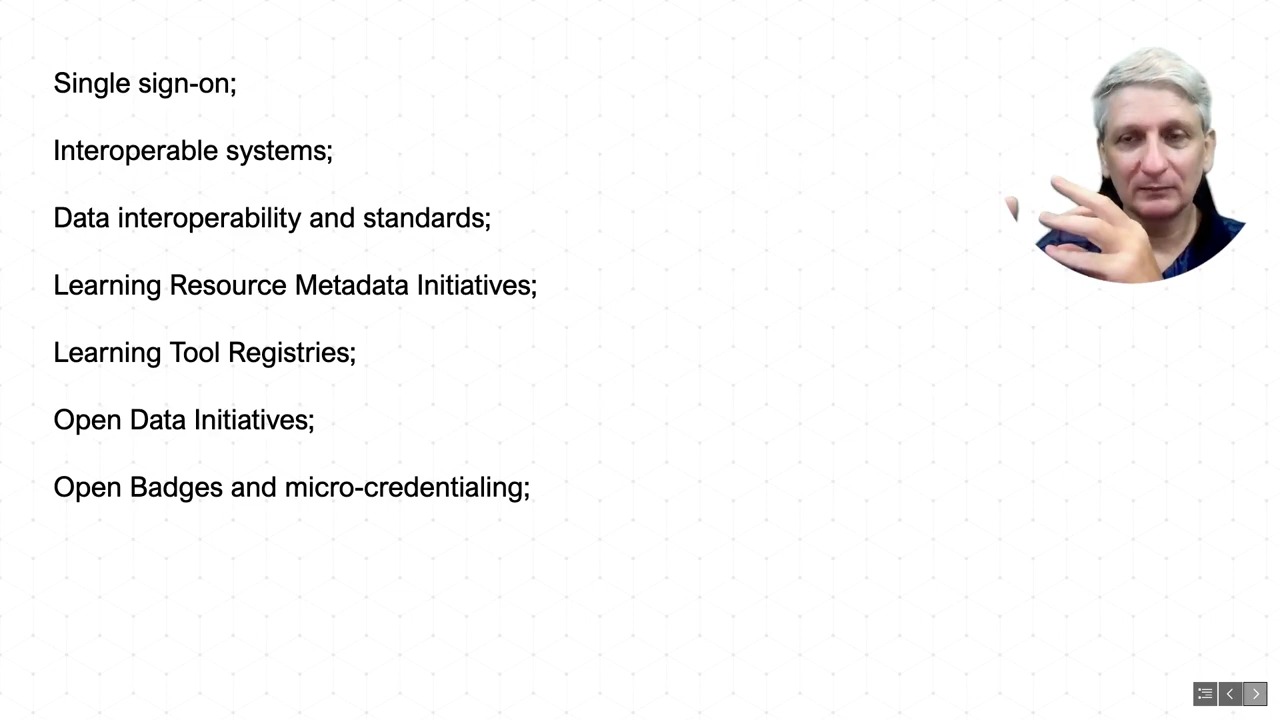 Single sign-on;
Interoperable systems;
Data interoperability and standards;
Learning Resource Metadata Initiatives;
Learning Tool Registries;
Open Data Initiatives;
Open Badges and micro-credentialing;